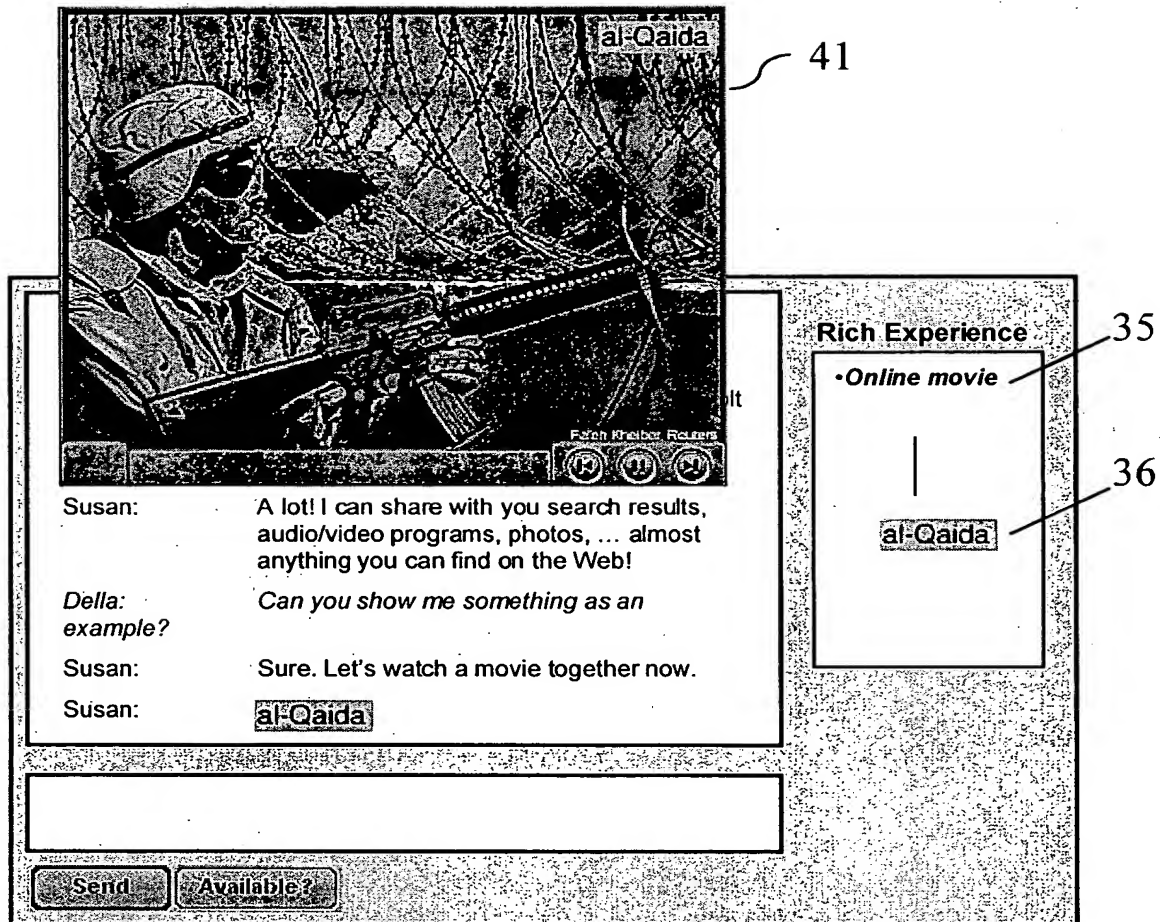 al-Qaida
41
Rich Experience
35
•Online movie
olt
Fateh Kheiber Reuters
36
al-Qaida
Susan: A lot! I can share with you search results,
audio/video programs, photos, ... almost
anything you can find on the Web!
Della: Can you show me something as an
example?
Susan: Sure. Let's watch a movie together now.
Susan: al-Qaida
Send Available?